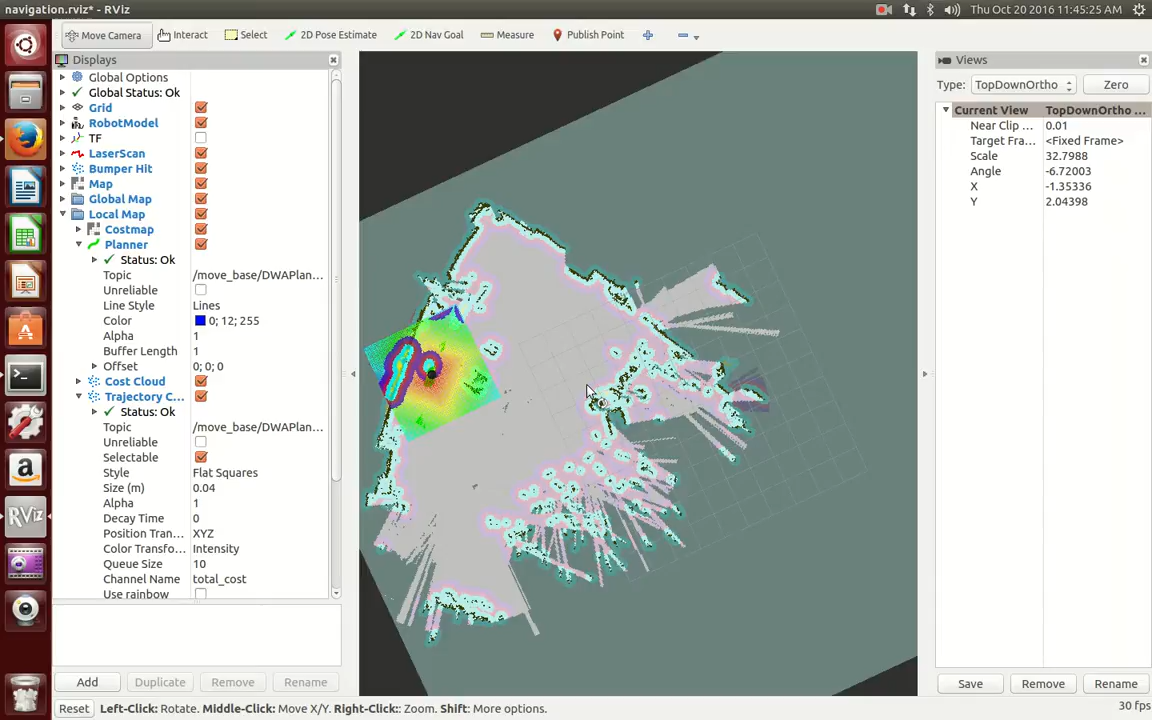 navigation.rviz* - RViz
Thu Oct 20 2016 11:45:25 AM
Move Camera Interact Select 2D Pose Estimate 2D Nav Goal Measure Publish Point
Displays
Global Options
Global Status: Ok
Grid
RobotModel
TF
LaserScan
Bumper Hit
Map
Global Map
Local Map
Costmap
Planner
Status: Ok
Topic /move_base/DWAPlan...
Unreliable
Line Style Lines
Color 0; 12; 255
Alpha 1
Buffer Length 1
Offset 0; 0; 0
Cost Cloud
Trajectory C...
Status: Ok
Topic /move_base/DWAPlan...
Unreliable
Selectable
Style Flat Squares
Size (m) 0.04
Alpha 1
Decay Time 0
Position Tran... XYZ
Color Transfo... Intensity
Queue Size 10
Channel Name total_cost
Use rainbow
Add Duplicate Remove Rename
Views
Type: TopDownOrtho Zero
Current View TopDownOrtho ...
Near Clip ... 0.01
Target Fra... <Fixed Frame>
Scale 32.7988
Angle -6.72003
X -1.35336
Y 2.04398
Save Remove Rename
Reset Left-Click: Rotate. Middle-Click: Move X/Y. Right-Click:: Zoom. Shift: More options.
30 fps